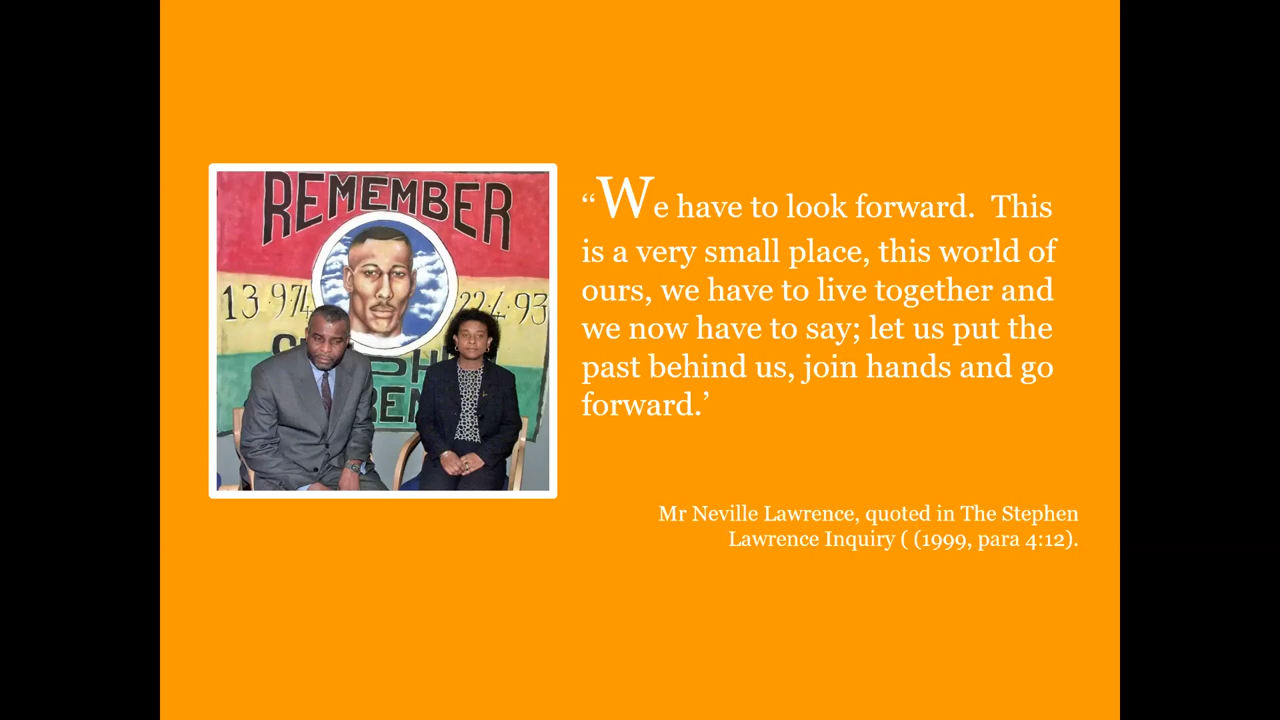 REMEMBER
13·9·74 22·4·93
“We have to look forward.  This
is a very small place, this world of
ours, we have to live together and
we now have to say; let us put the
past behind us, join hands and go
forward.’
Mr Neville Lawrence, quoted in The Stephen
Lawrence Inquiry ( (1999, para 4:12).